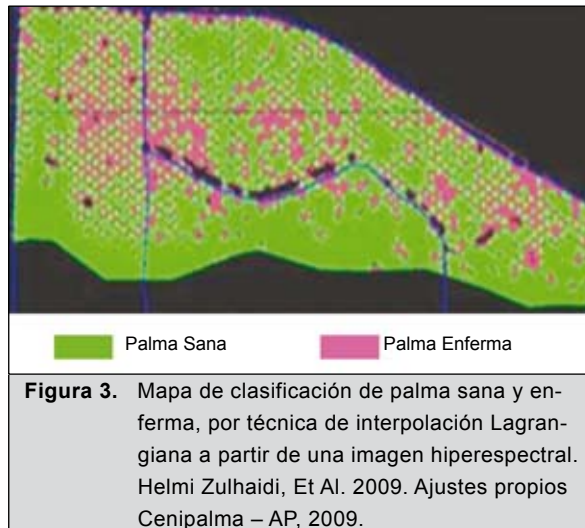 Palma Sana
Palma Enferma
Figura 3. Mapa de clasificación de palma sana y en-
ferma, por técnica de interpolación Lagran-
giana a partir de una imagen hiperespectral.
Helmi Zulhaidi, Et Al. 2009. Ajustes propios
Cenipalma – AP, 2009.